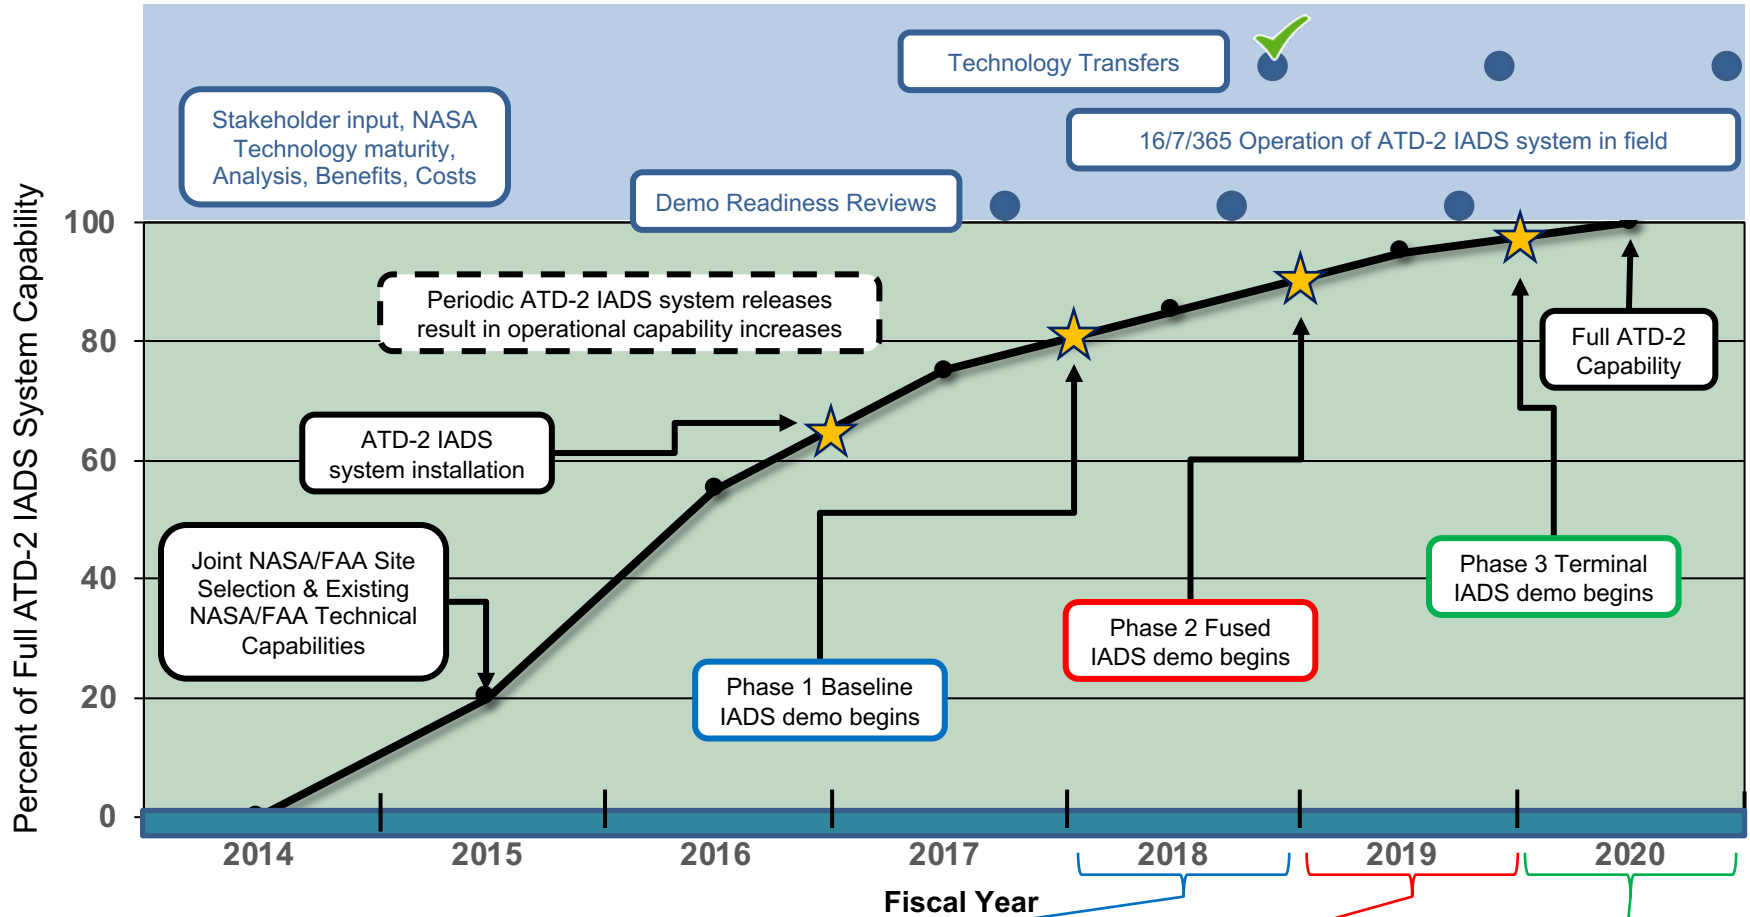 Technology Transfers
Stakeholder input, NASA
Technology maturity,
Analysis, Benefits, Costs
16/7/365 Operation of ATD-2 IADS system in field
Demo Readiness Reviews
Percent of Full ATD-2 IADS System Capability
100
80
60
40
20
0
Periodic ATD-2 IADS system releases
result in operational capability increases
Full ATD-2
Capability
ATD-2 IADS
system installation
Joint NASA/FAA Site
Selection & Existing
NASA/FAA Technical
Capabilities
Phase 3 Terminal
IADS demo begins
Phase 2 Fused
IADS demo begins
Phase 1 Baseline
IADS demo begins
2014
2015
2016
2017
2018
2019
2020
Fiscal Year